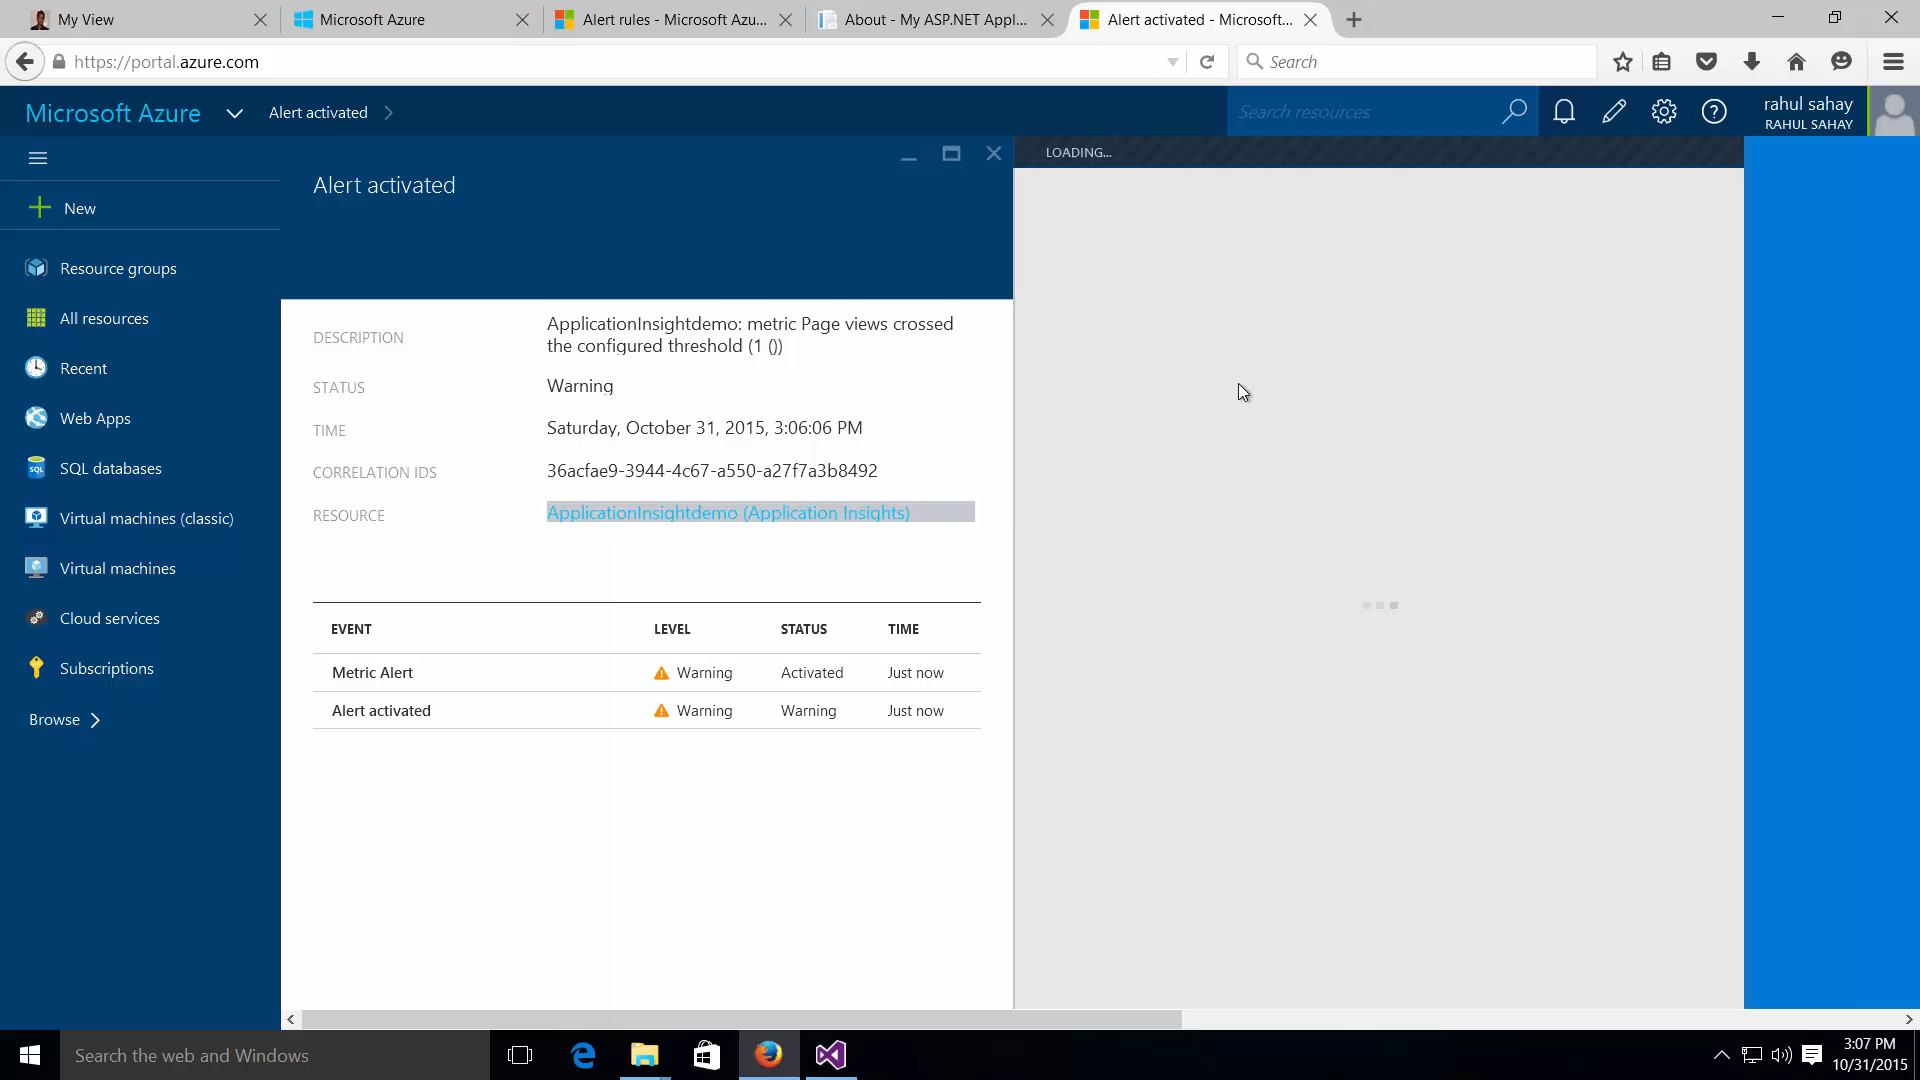 My View
Microsoft Azure
Alert rules - Microsoft Azu...
About - My ASP.NET Appl...
Alert activated - Microsoft...
https://portal.azure.com
Search
Microsoft Azure
Alert activated
Search resources
rahul sahay
RAHUL SAHAY
New
Resource groups
All resources
Recent
Web Apps
SQL databases
Virtual machines (classic)
Virtual machines
Cloud services
Subscriptions
Browse
Alert activated
DESCRIPTION
ApplicationInsightdemo: metric Page views crossed
the configured threshold (1 ())
STATUS
Warning
TIME
Saturday, October 31, 2015, 3:06:06 PM
CORRELATION IDS
36acfae9-3944-4c67-a550-a27f7a3b8492
RESOURCE
ApplicationInsightdemo (Application Insights)
EVENT LEVEL STATUS TIME
Metric Alert Warning Activated Just now
Alert activated Warning Warning Just now
LOADING...
Search the web and Windows
3:07 PM
10/31/2015